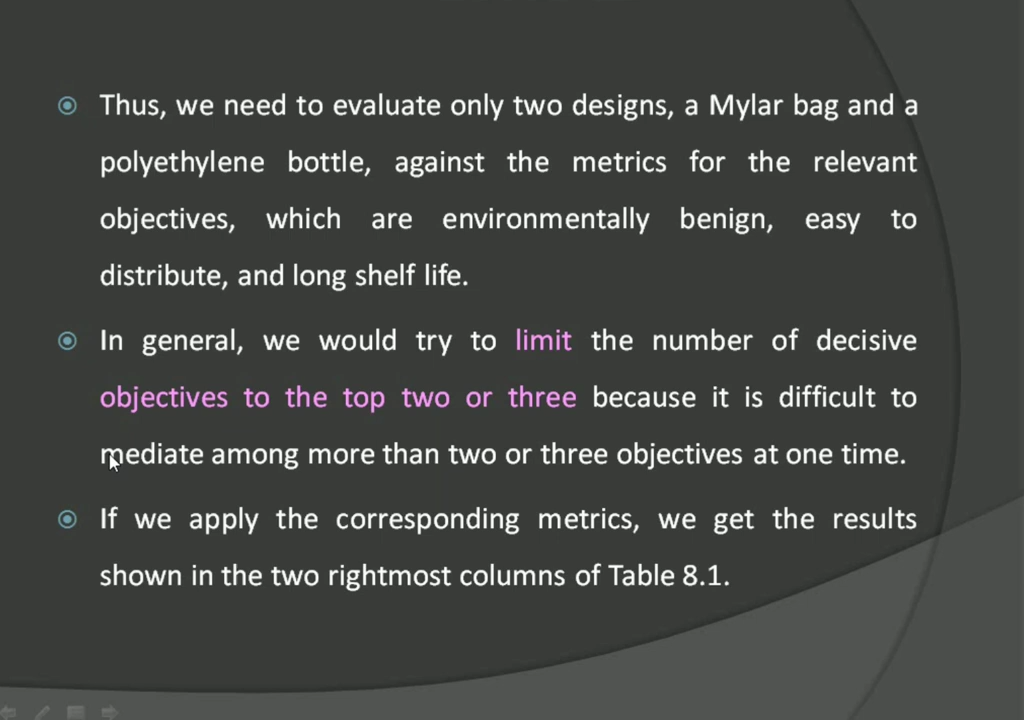 Thus, we need to evaluate only two designs, a Mylar bag and a
polyethylene bottle, against the metrics for the relevant
objectives, which are environmentally benign, easy to
distribute, and long shelf life.
In general, we would try to limit the number of decisive
objectives to the top two or three because it is difficult to
mediate among more than two or three objectives at one time.
If we apply the corresponding metrics, we get the results
shown in the two rightmost columns of Table 8.1.